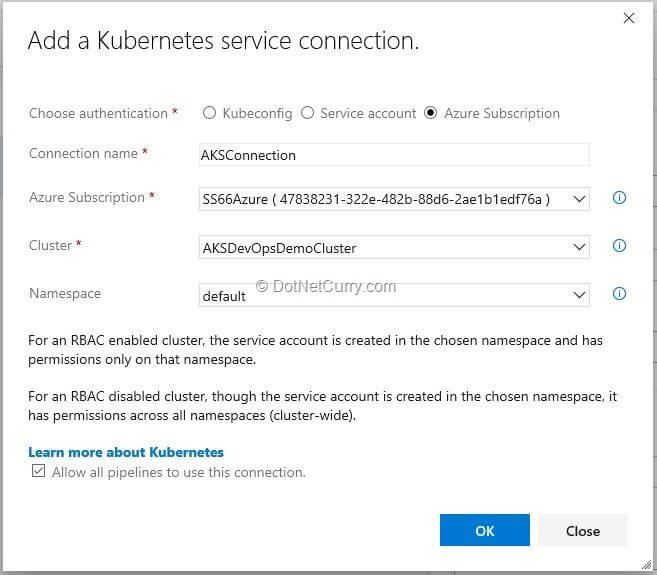 Add a Kubernetes service connection.
Choose authentication * Kubeconfig Service account Azure Subscription
Connection name * AKSConnection
Azure Subscription * SS66Azure ( 47838231-322e-482b-88d6-2ae1b1edf76a )
Cluster * AKSDevOpsDemoCluster
Namespace default
© DotNetCurry.com
For an RBAC enabled cluster, the service account is created in the chosen namespace and has
permissions only on that namespace.
For an RBAC disabled cluster, though the service account is created in the chosen namespace, it
has permissions across all namespaces (cluster-wide).
Learn more about Kubernetes
Allow all pipelines to use this connection.
OK Close